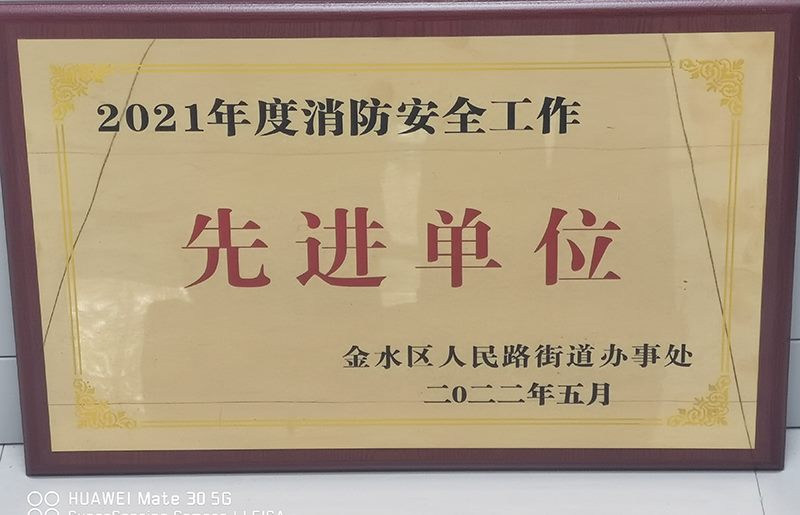 2021年度消防安全工作
先进单位
金水区人民路街道办事处
二〇二二年五月
HUAWEI Mate 30 5G